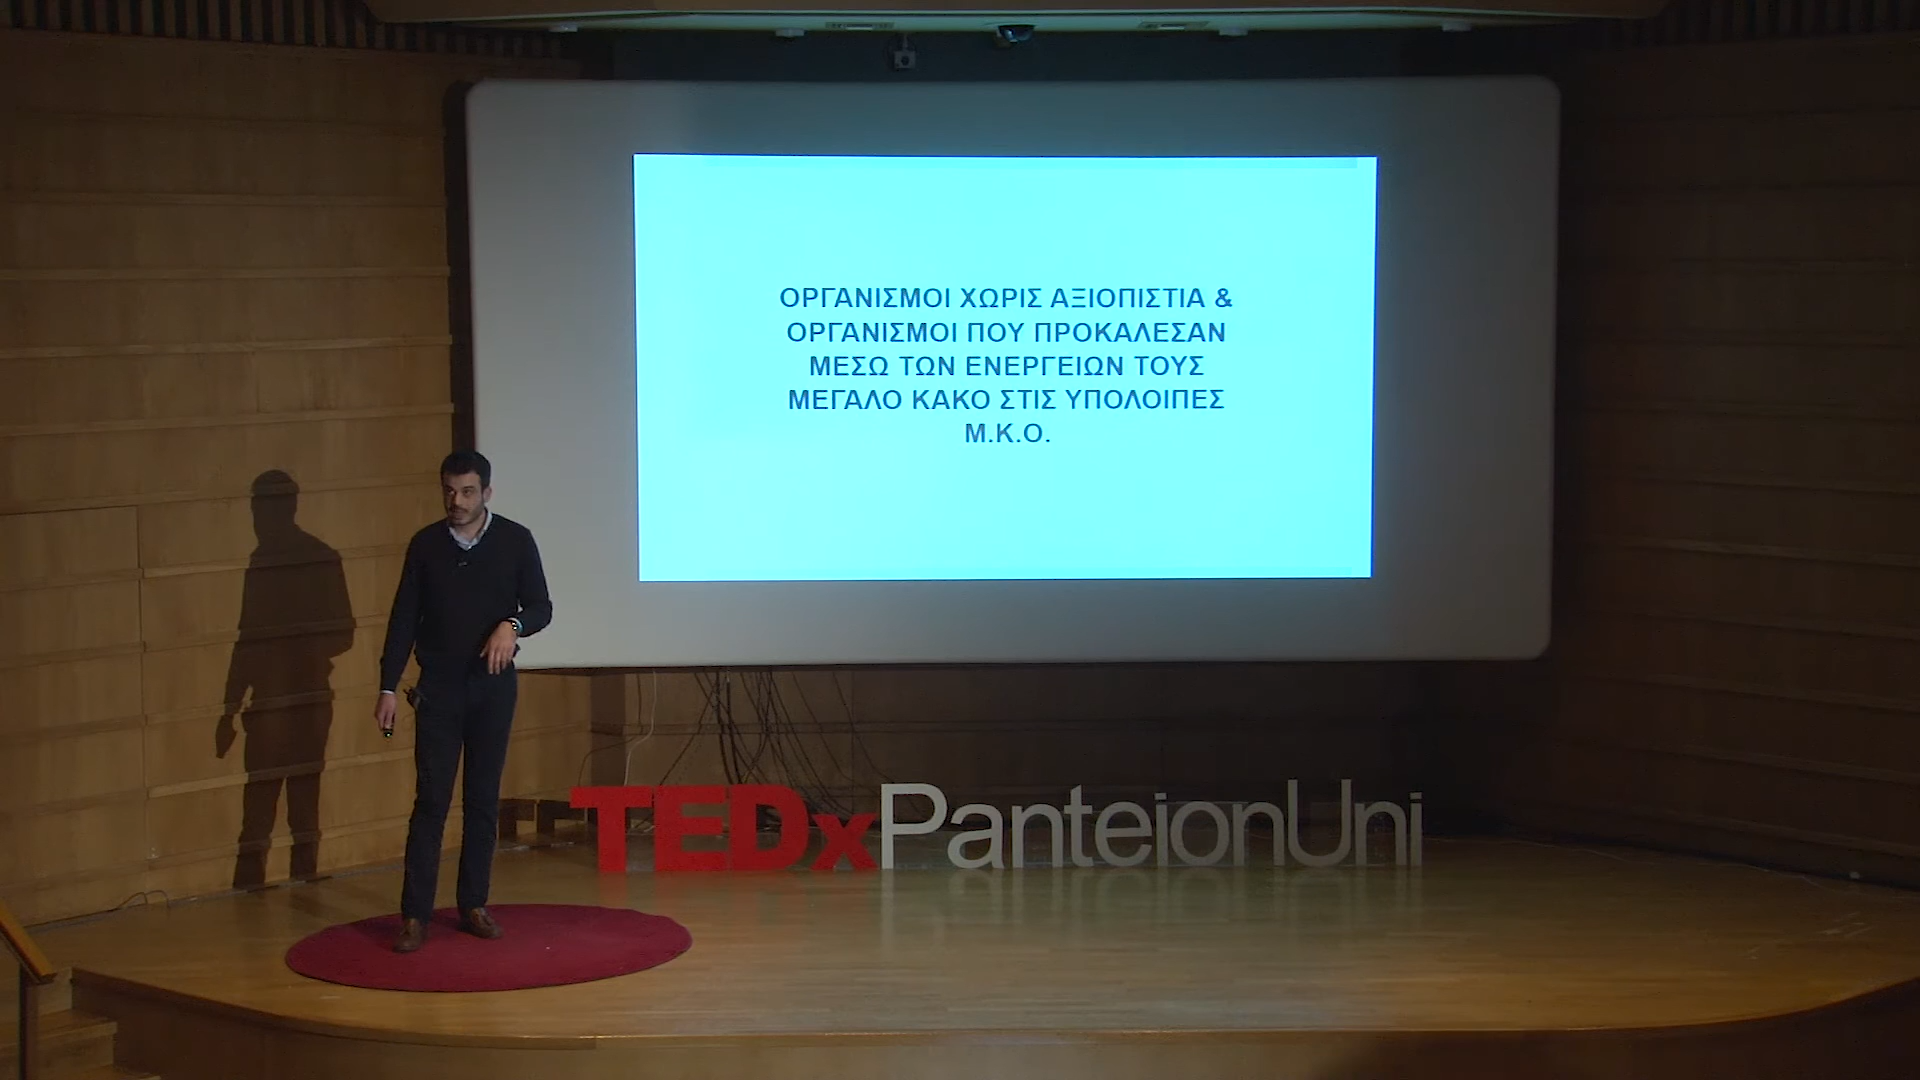 ΟΡΓΑΝΙΣΜΟΙ ΧΩΡΙΣ ΑΞΙΟΠΙΣΤΙΑ &
ΟΡΓΑΝΙΣΜΟΙ ΠΟΥ ΠΡΟΚΑΛΕΣΑΝ
ΜΕΣΩ ΤΩΝ ΕΝΕΡΓΕΙΩΝ ΤΟΥΣ
ΜΕΓΑΛΟ ΚΑΚΟ ΣΤΙΣ ΥΠΟΛΟΙΠΕΣ
Μ.Κ.Ο.
TEDxPanteionUni